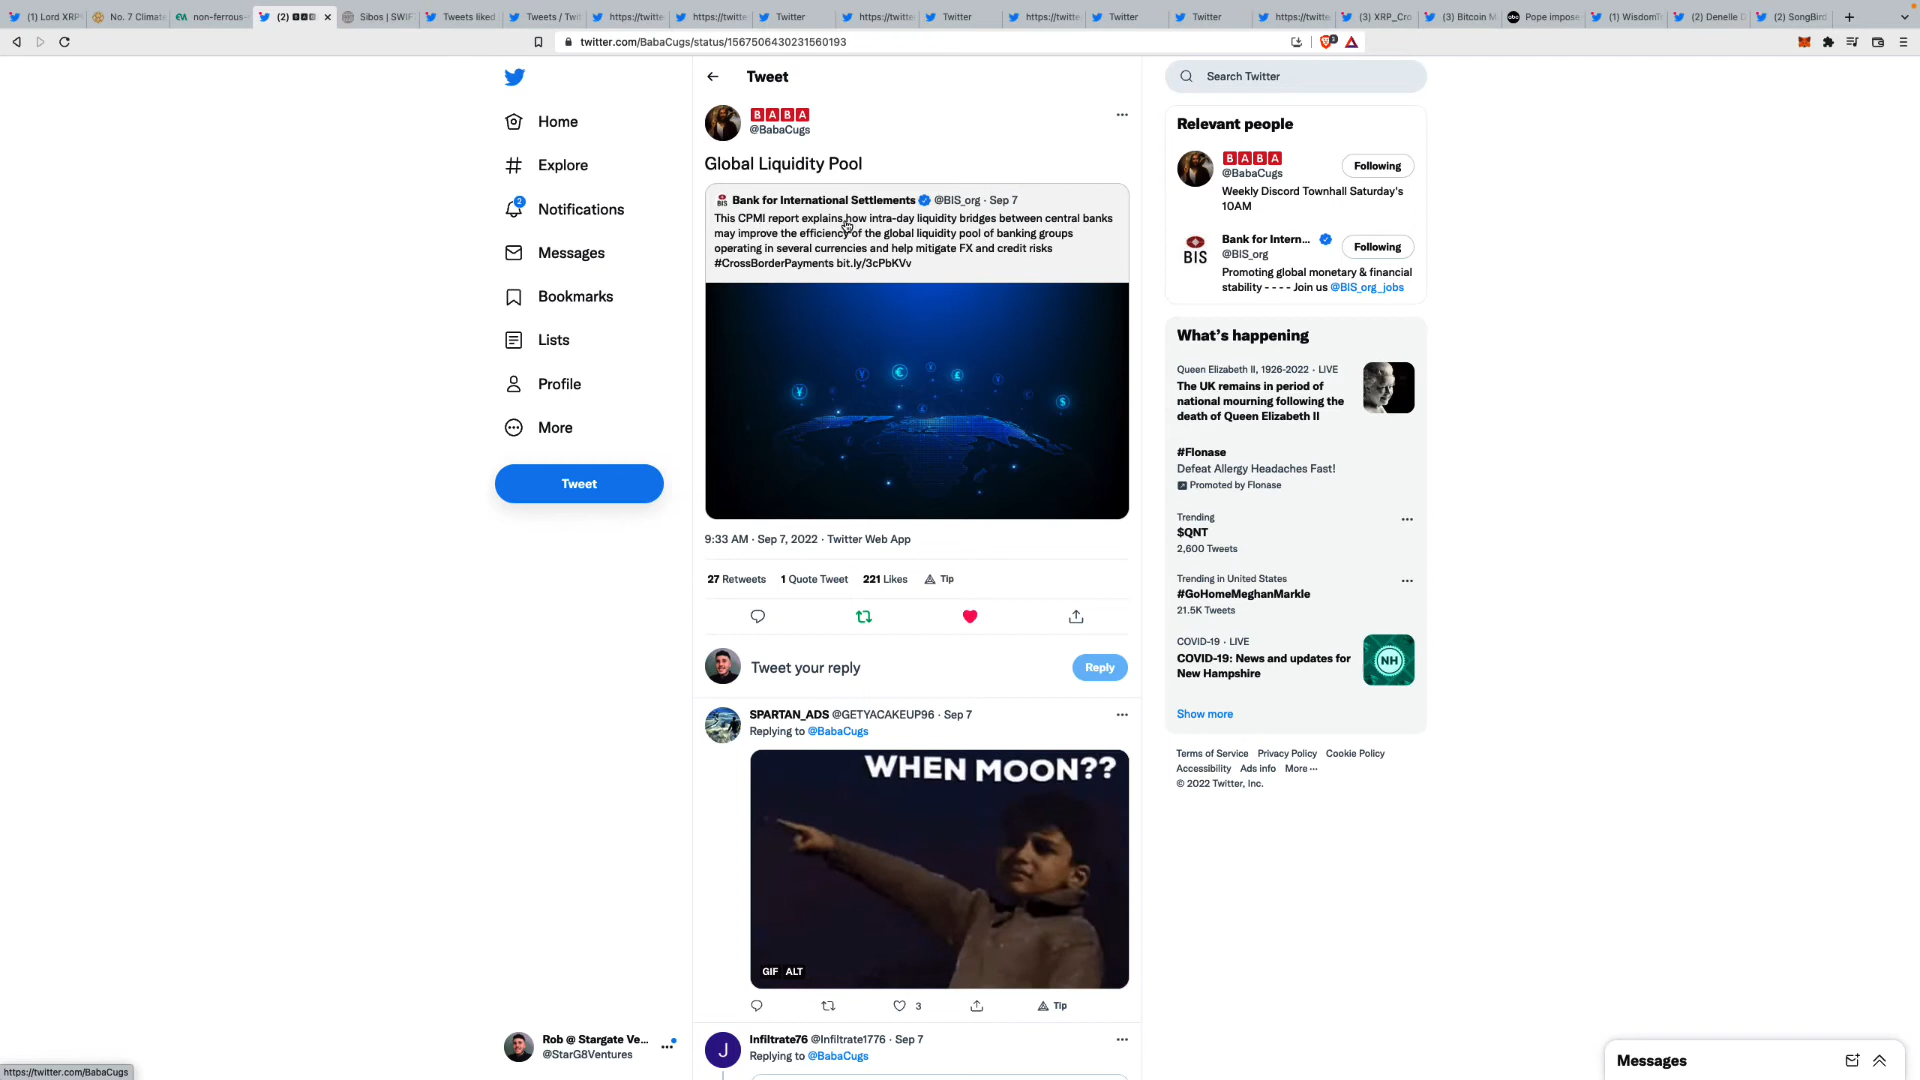 (1) Lord XRP
No. 7 Climate
non-ferrous-
(2) BAB
Sibos | SWIFT
Tweets liked
Tweets / Twi
https://twitte
https://twitte
Twitter
https://twitte
Twitter
https://twitte
Twitter
Twitter
https://twitte
(3) XRP_Cro
(3) Bitcoin M
Pope impose
(1) WisdomTr
(2) Denelle D
(2) SongBird
twitter.com/BabaCugs/status/1567506430231560193
Home
Explore
2
Notifications
Messages
Bookmarks
Lists
Profile
More
Tweet
Rob @ Stargate Ve...
@StarG8Ventures
https://twitter.com/BabaCugs
Tweet
BABA
@BabaCugs
Global Liquidity Pool
BIS Bank for International Settlements @BIS_org · Sep 7
This CPMI report explains how intra-day liquidity bridges between central banks
may improve the efficiency of the global liquidity pool of banking groups
operating in several currencies and help mitigate FX and credit risks
#CrossBorderPayments bit.ly/3cPbKVv
9:33 AM · Sep 7, 2022 · Twitter Web App
27 Retweets 1 Quote Tweet 221 Likes Tip
Tweet your reply
Reply
SPARTAN_ADS @GETYACAKEUP96 · Sep 7
Replying to @BabaCugs
WHEN MOON??
GIF ALT
3
Tip
J
Infiltrate76 @Infiltrate1776 · Sep 7
Replying to @BabaCugs
Search Twitter
Relevant people
BABA
@BabaCugs
Following
Weekly Discord Townhall Saturday's
10AM
BIS
Bank for Intern...
@BIS_org
Following
Promoting global monetary & financial
stability - - - - Join us @BIS_org_jobs
What's happening
Queen Elizabeth II, 1926-2022 · LIVE
The UK remains in period of
national mourning following the
death of Queen Elizabeth II
#Flonase
Defeat Allergy Headaches Fast!
Promoted by Flonase
Trending
$QNT
2,600 Tweets
Trending in United States
#GoHomeMeghanMarkle
21.5K Tweets
COVID-19 · LIVE
COVID-19: News and updates for
New Hampshire
NH
Show more
Terms of Service Privacy Policy Cookie Policy
Accessibility Ads info More ···
© 2022 Twitter, Inc.
Messages